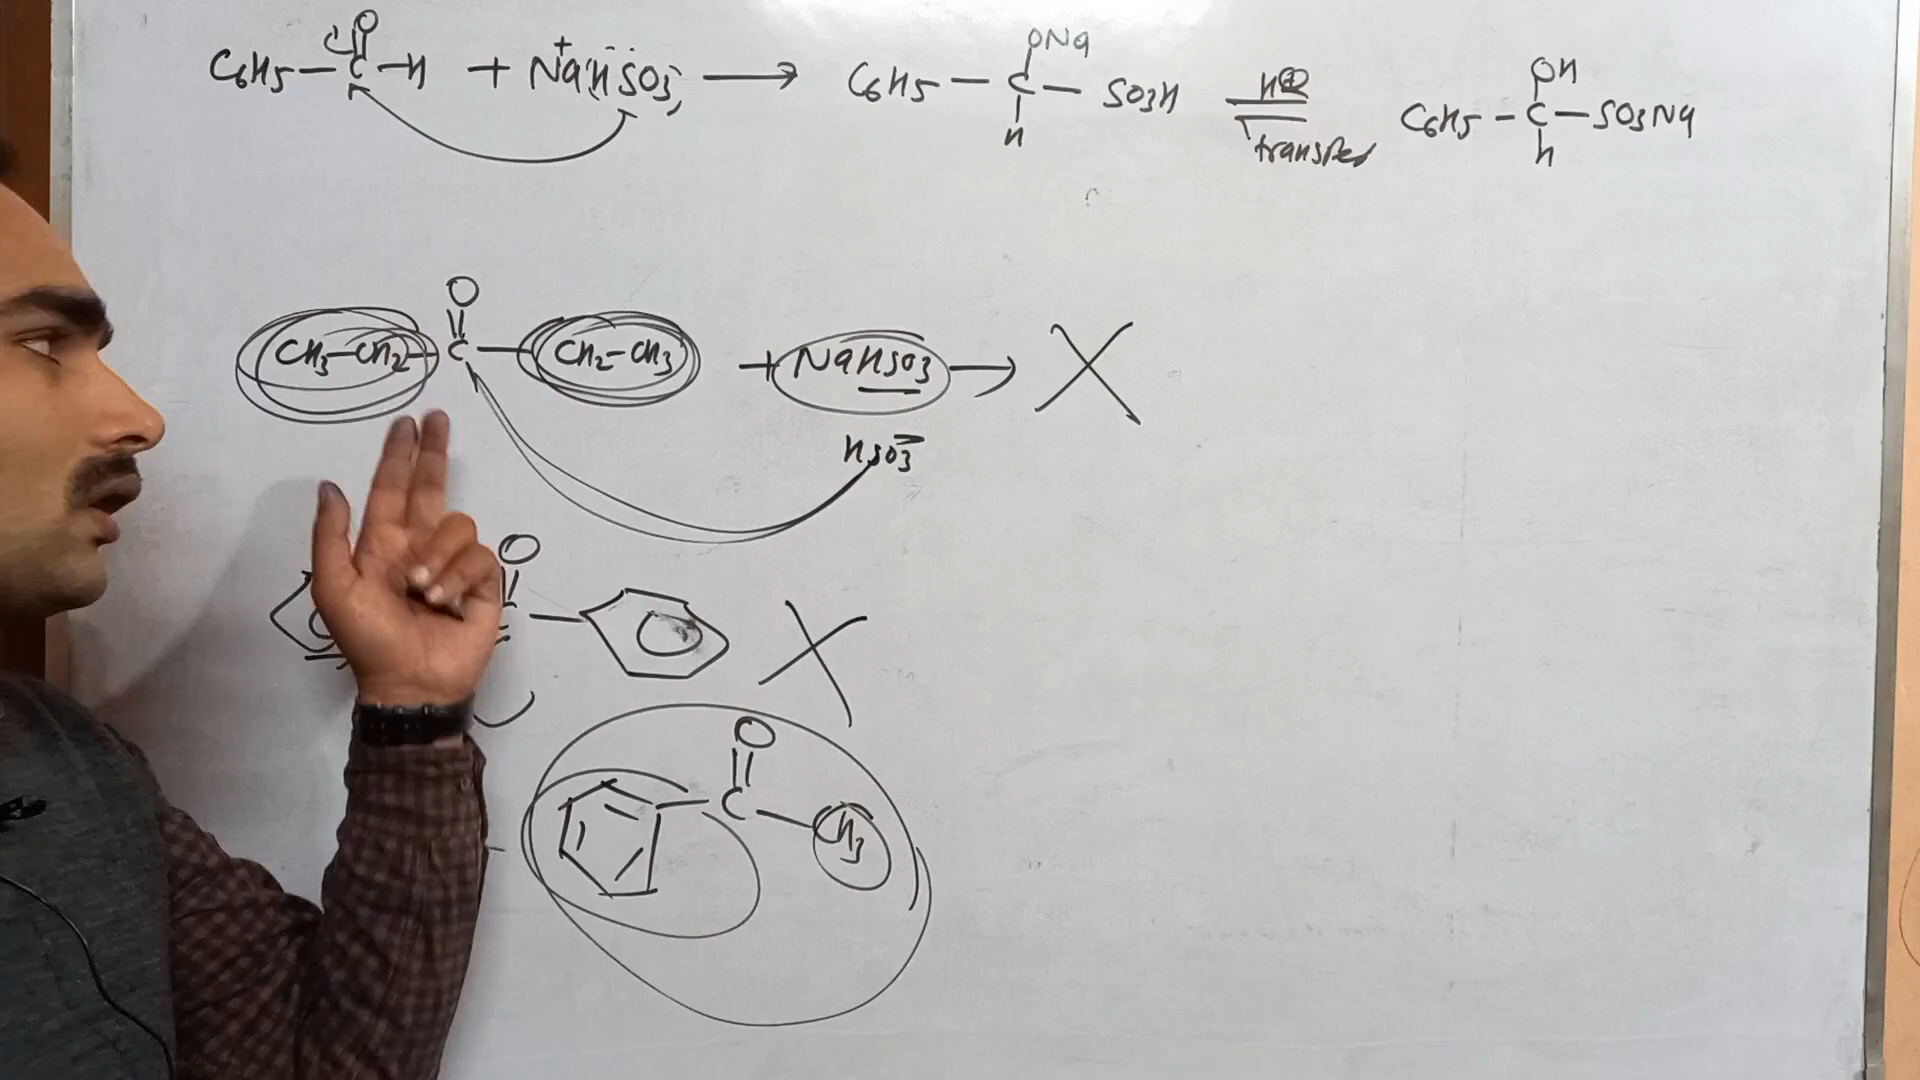 O ONa
C6H5—C—H + Na+HSO3 → C6H5—C—SO3H H⊕ transfer OH C6H5—C—SO3Na
H H
O
CH3—CH2—C—CH2—CH3 + NaHSO3 → X
HSO3−
O
X
O
C
CH3